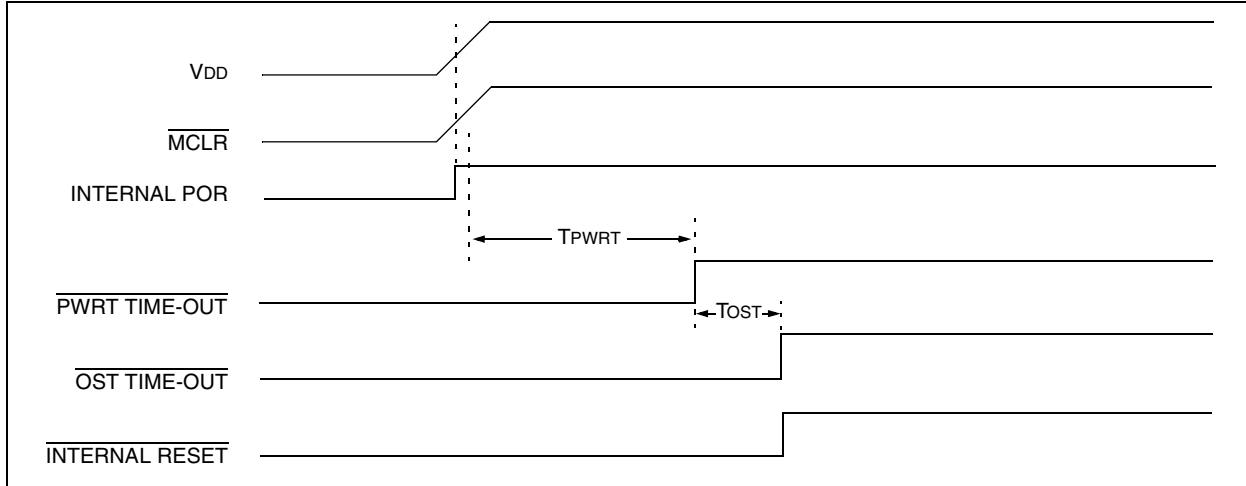 VDD
MCLR
INTERNAL POR
TPWRT
PWRT TIME-OUT
TOST
OST TIME-OUT
INTERNAL RESET